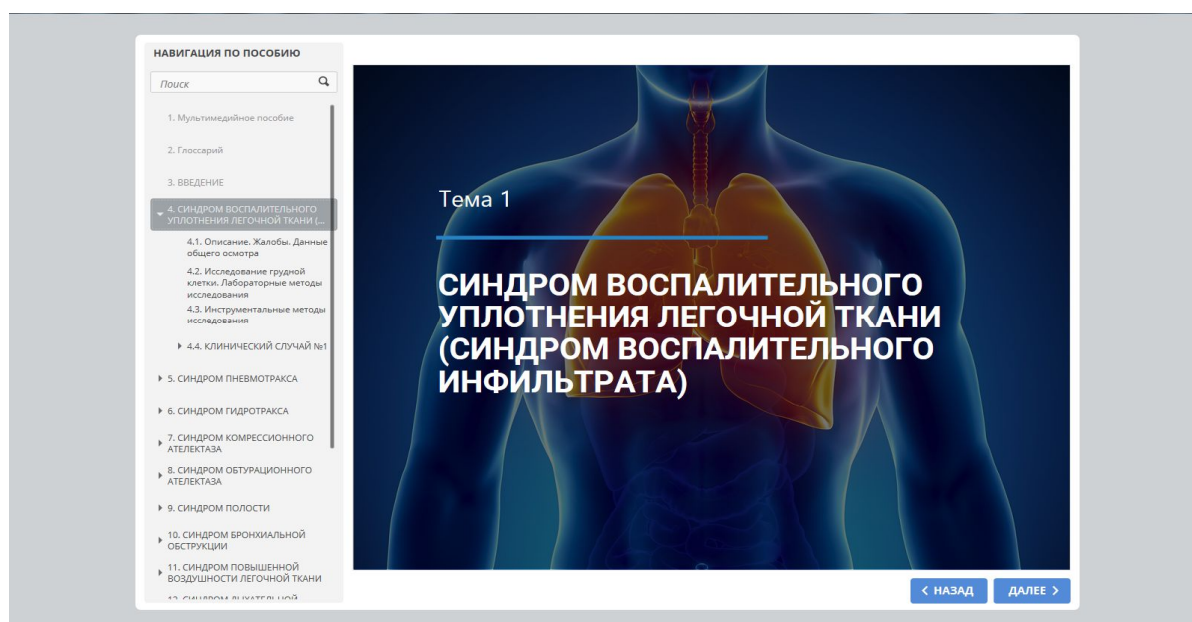 НАВИГАЦИЯ ПО ПОСОБИЮ
Поиск
1. Мультимедийное пособие
2. Глоссарий
3. ВВЕДЕНИЕ
4. СИНДРОМ ВОСПАЛИТЕЛЬНОГО
УПЛОТНЕНИЯ ЛЕГОЧНОЙ ТКАНИ (...
4.1. Описание. Жалобы. Данные
общего осмотра
4.2. Исследование грудной
клетки. Лабораторные методы
исследования
4.3. Инструментальные методы
исследования
4.4. КЛИНИЧЕСКИЙ СЛУЧАЙ №1
5. СИНДРОМ ПНЕВМОТРАКСА
6. СИНДРОМ ГИДРОТРАКСА
7. СИНДРОМ КОМПРЕССИОННОГО
АТЕЛЕКТАЗА
8. СИНДРОМ ОБТУРАЦИОННОГО
АТЕЛЕКТАЗА
9. СИНДРОМ ПОЛОСТИ
10. СИНДРОМ БРОНХИАЛЬНОЙ
ОБСТРУКЦИИ
11. СИНДРОМ ПОВЫШЕННОЙ
ВОЗДУШНОСТИ ЛЕГОЧНОЙ ТКАНИ
12. СИНДРОМ ДЫХАТЕЛЬНОЙ
Тема 1
СИНДРОМ ВОСПАЛИТЕЛЬНОГО
УПЛОТНЕНИЯ ЛЕГОЧНОЙ ТКАНИ
(СИНДРОМ ВОСПАЛИТЕЛЬНОГО
ИНФИЛЬТРАТА)
< НАЗАД
ДАЛЕЕ >